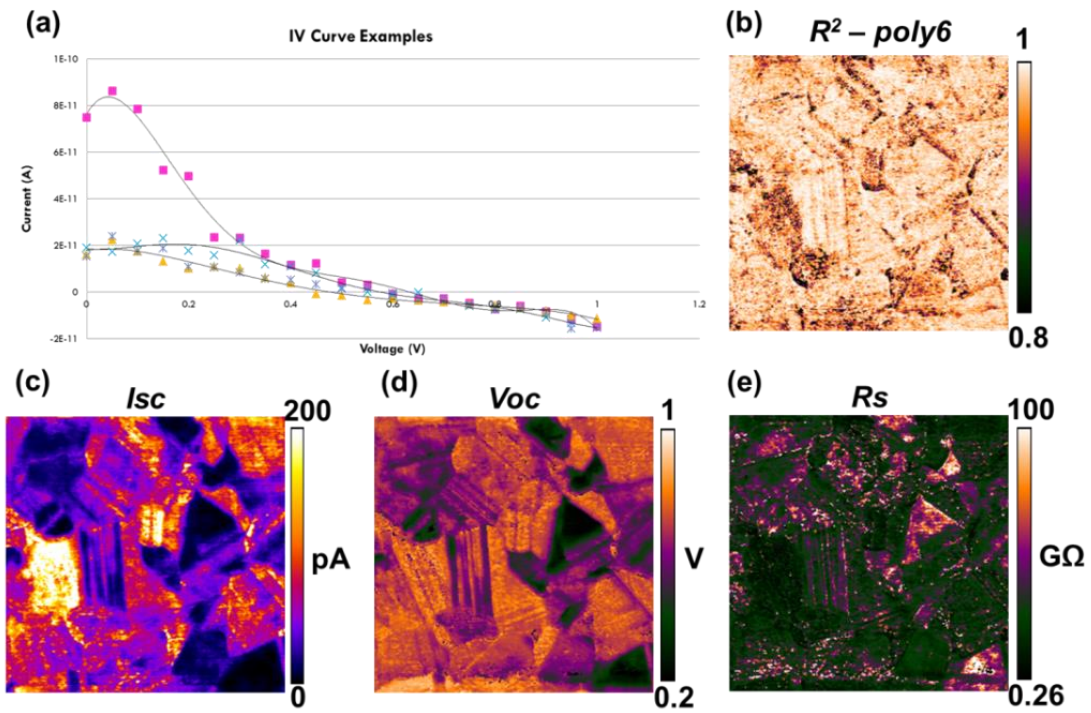 (a)
IV Curve Examples
1E-10
8E-11
6E-11
4E-11
2E-11
0
-2E-11
Current (A)
0
0.2
0.4
0.6
0.8
1
1.2
Voltage (V)
(b)
R² – poly6
1
0.8
(c)
Isc
200
pA
0
(d)
Voc
1
V
0.2
(e)
Rs
100
GΩ
0.26